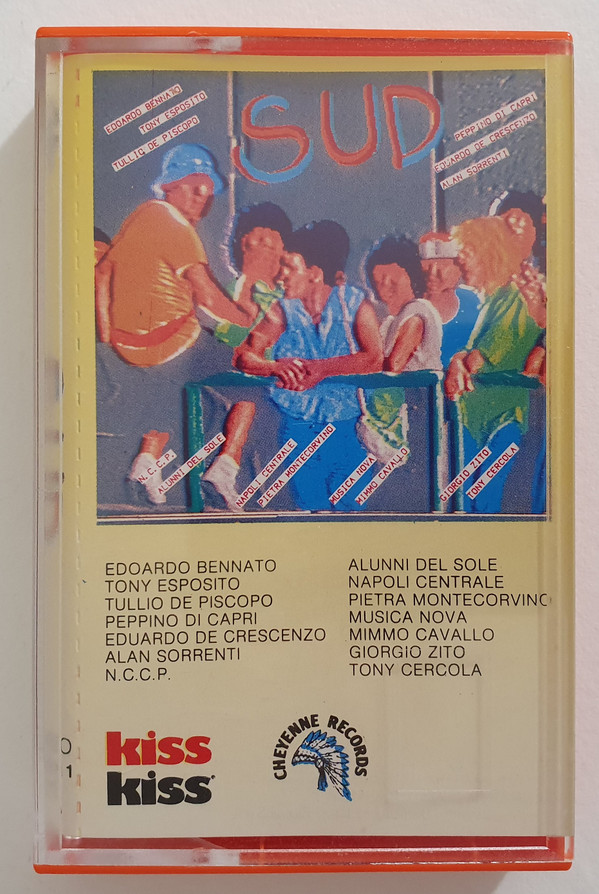 EDOARDO BENNATO
TONY ESPOSITO
TULLIO DE PISCOPO
SUD
PEPPINO DI CAPRI
EDUARDO DE CRESCENZO
ALAN SORRENTI
N.C.C.P.
ALUNNI DEL SOLE
NAPOLI CENTRALE
PIETRA MONTECORVINO
MUSICA NOVA
MIMMO CAVALLO
GIORGIO ZITO
TONY CERCOLA
EDOARDO BENNATO
TONY ESPOSITO
TULLIO DE PISCOPO
PEPPINO DI CAPRI
EDUARDO DE CRESCENZO
ALAN SORRENTI
N.C.C.P.
ALUNNI DEL SOLE
NAPOLI CENTRALE
PIETRA MONTECORVINO
MUSICA NOVA
MIMMO CAVALLO
GIORGIO ZITO
TONY CERCOLA
kiss
kiss
CHEYENNE RECORDS